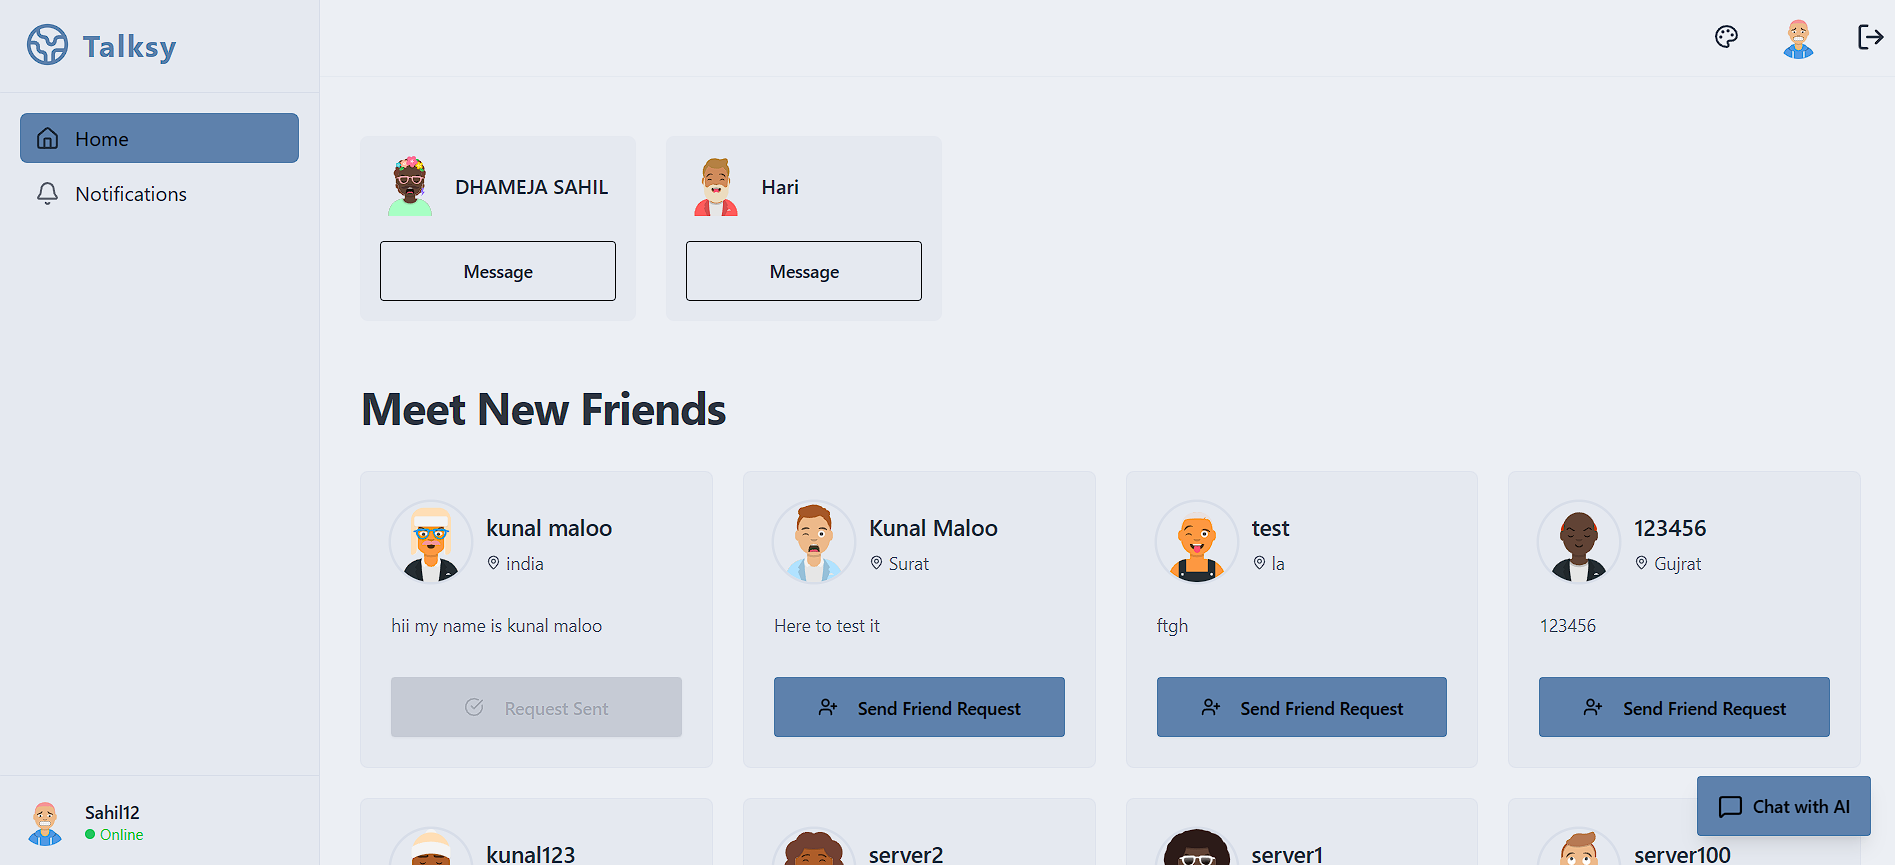 Talksy
Home
Notifications
DHAMEJA SAHIL
Message
Hari
Message
Meet New Friends
kunal maloo
india
hii my name is kunal maloo
Request Sent
Kunal Maloo
Surat
Here to test it
Send Friend Request
test
la
ftgh
Send Friend Request
123456
Gujrat
123456
Send Friend Request
kunal123
server2
server1
server100
Chat with AI
Sahil12
Online